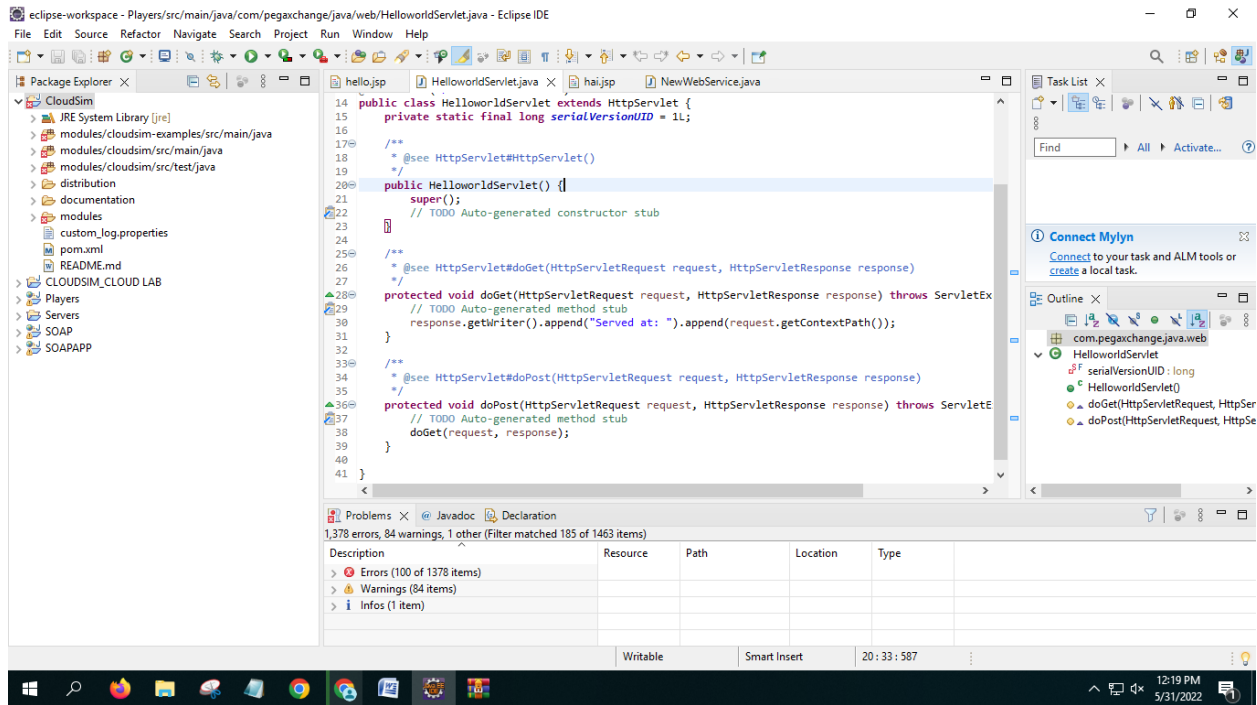 eclipse-workspace - Players/src/main/java/com/pegaxchange/java/web/HelloworldServlet.java - Eclipse IDE
File Edit Source Refactor Navigate Search Project Run Window Help
Package Explorer
CloudSim
JRE System Library [jre]
modules/cloudsim-examples/src/main/java
modules/cloudsim/src/main/java
modules/cloudsim/src/test/java
distribution
documentation
modules
custom_log.properties
pom.xml
README.md
CLOUDSIM_CLOUD LAB
Players
Servers
SOAP
SOAPAPP
hello.jsp HelloworldServlet.java hai.jsp NewWebService.java
14 public class HelloworldServlet extends HttpServlet {
15 private static final long serialVersionUID = 1L;
16
17 /**
18 * @see HttpServlet#HttpServlet()
19 */
20 public HelloworldServlet() {
21 super();
22 // TODO Auto-generated constructor stub
23 }
24
25 /**
26 * @see HttpServlet#doGet(HttpServletRequest request, HttpServletResponse response)
27 */
28 protected void doGet(HttpServletRequest request, HttpServletResponse response) throws ServletEx
29 // TODO Auto-generated method stub
30 response.getWriter().append("Served at: ").append(request.getContextPath());
31 }
32
33 /**
34 * @see HttpServlet#doPost(HttpServletRequest request, HttpServletResponse response)
35 */
36 protected void doPost(HttpServletRequest request, HttpServletResponse response) throws ServletE
37 // TODO Auto-generated method stub
38 doGet(request, response);
39 }
40
41 }
Task List
Find All Activate...
Connect Mylyn
Connect to your task and ALM tools or
create a local task.
Outline
com.pegaxchange.java.web
HelloworldServlet
serialVersionUID : long
HelloworldServlet()
doGet(HttpServletRequest, HttpSer
doPost(HttpServletRequest, HttpSe
Problems @ Javadoc Declaration
1,378 errors, 84 warnings, 1 other (Filter matched 185 of 1463 items)
Description Resource Path Location Type
Errors (100 of 1378 items)
Warnings (84 items)
Infos (1 item)
Writable Smart Insert 20 : 33 : 587
12:19 PM
5/31/2022